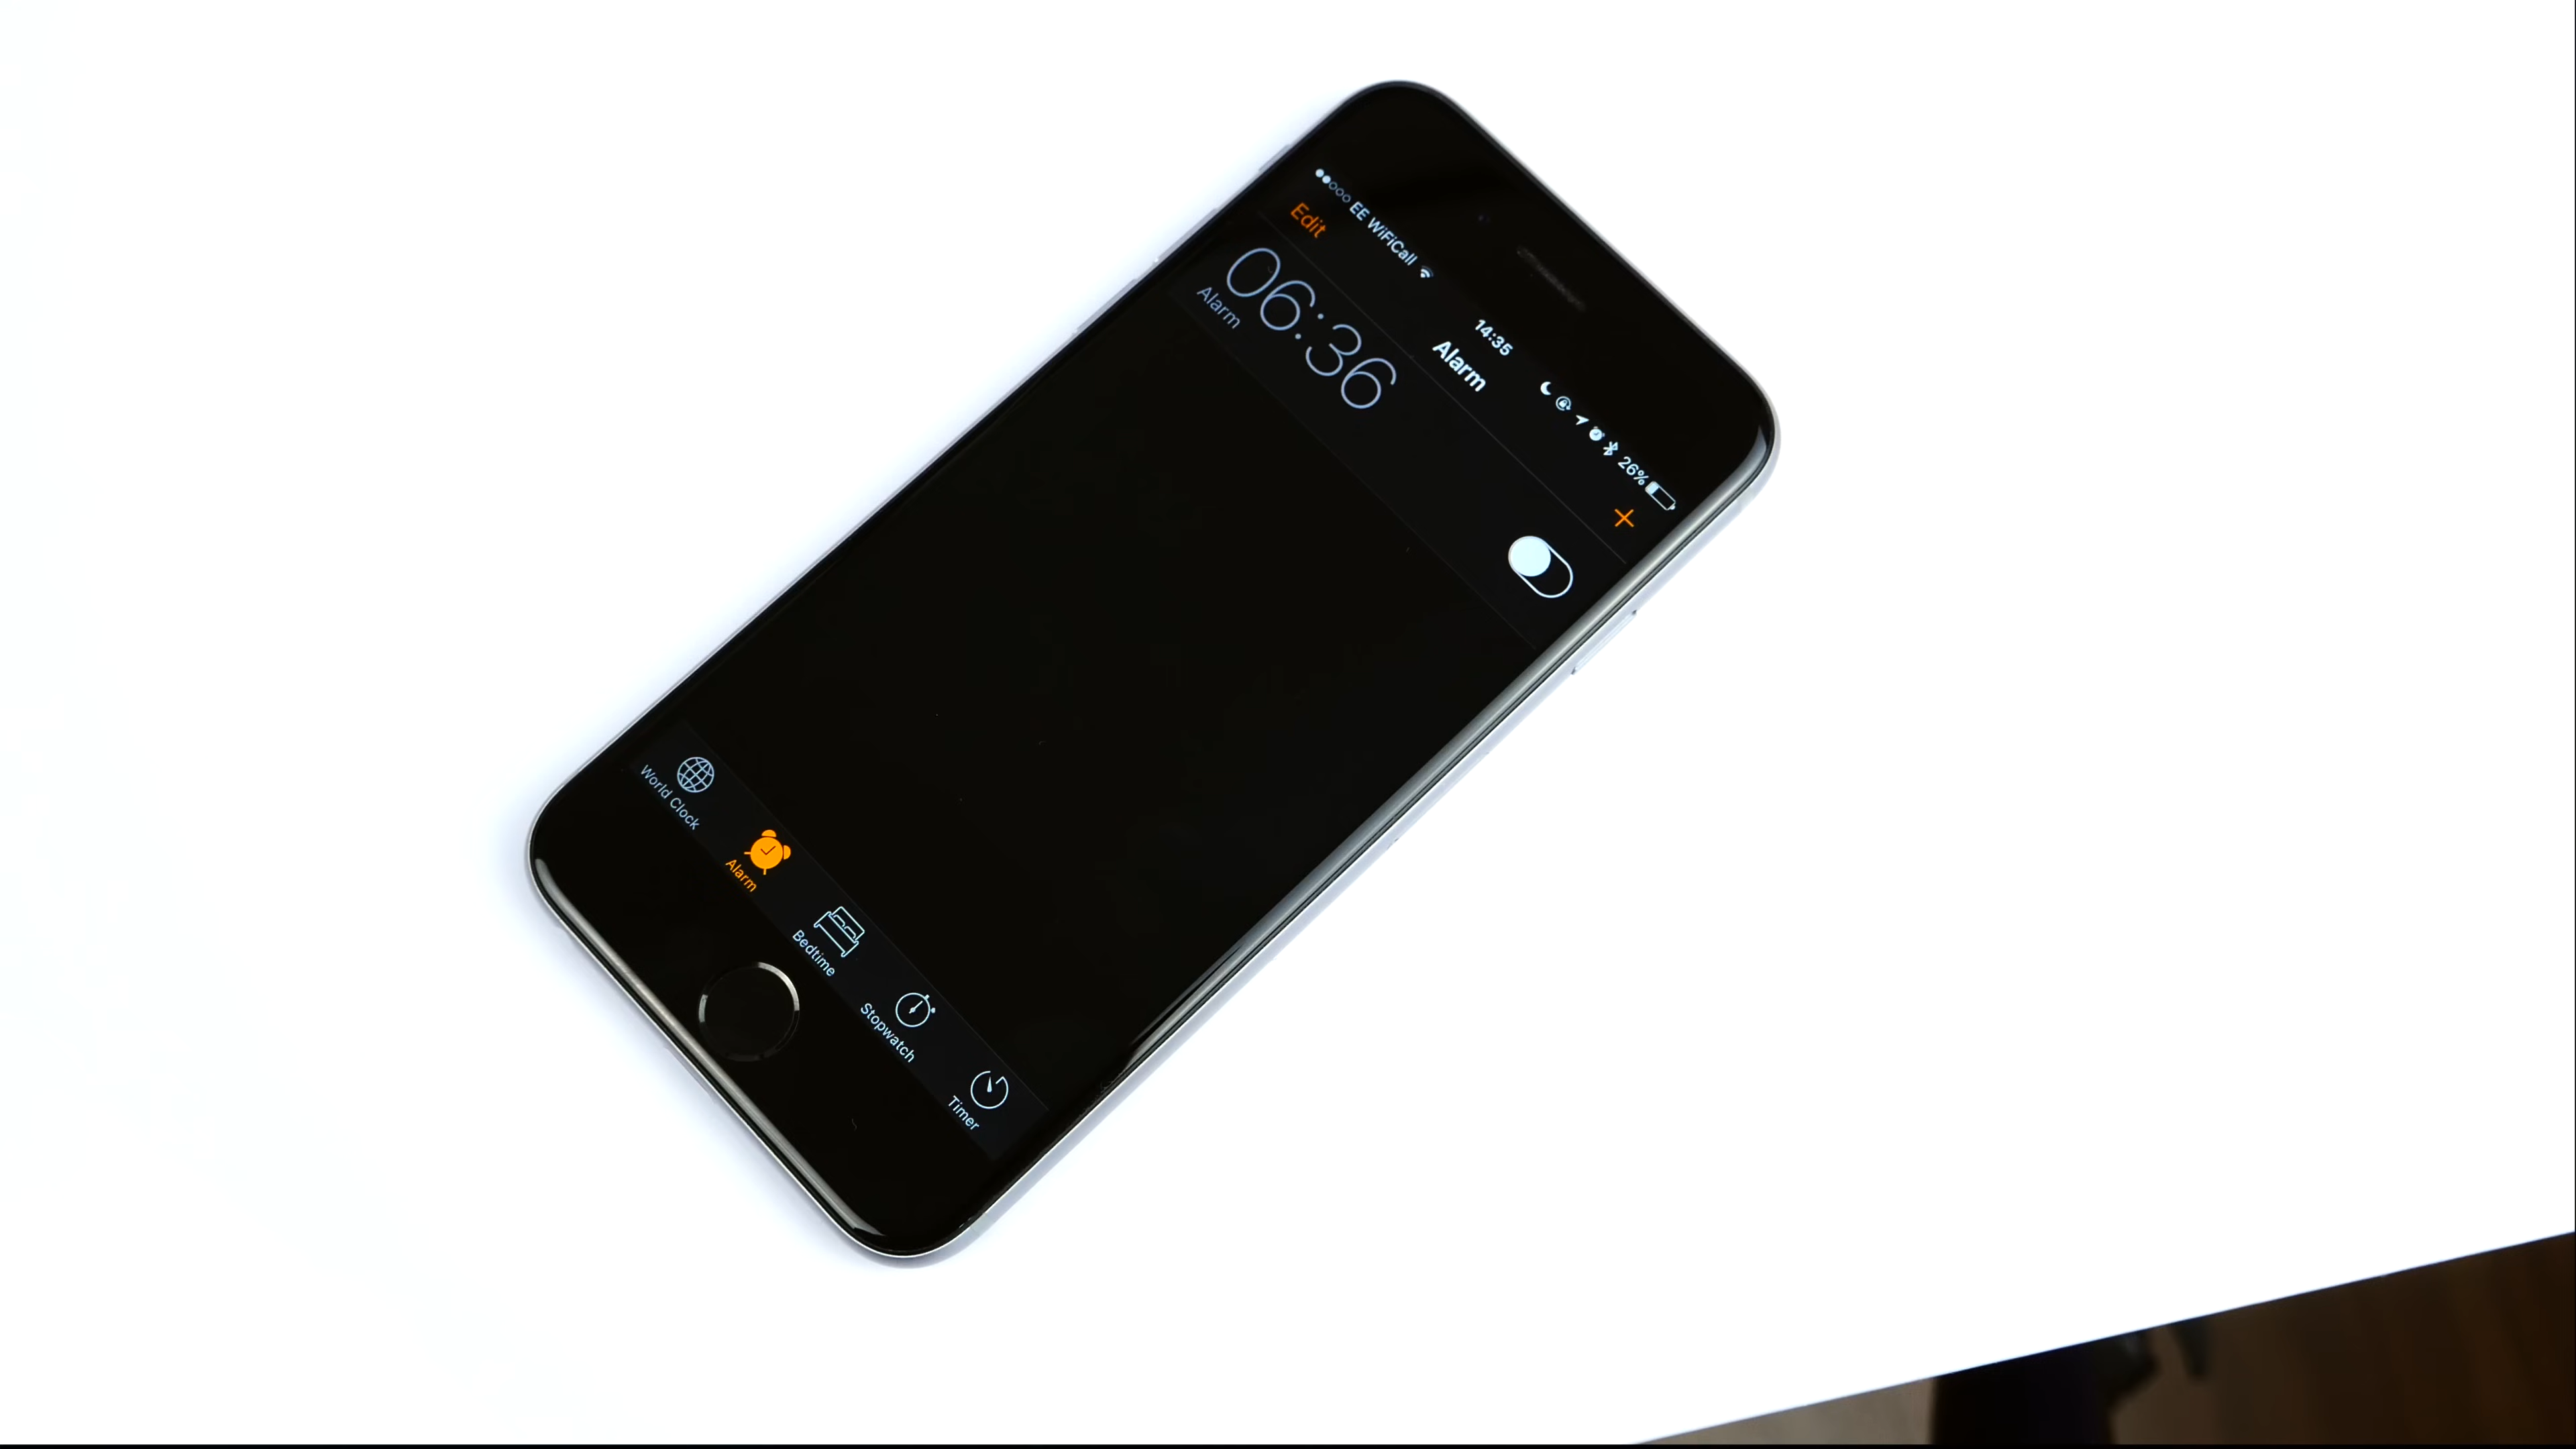 EE WiFiCall 14:35 26%
Edit Alarm +
06:36
Alarm
World Clock Alarm Bedtime Stopwatch Timer